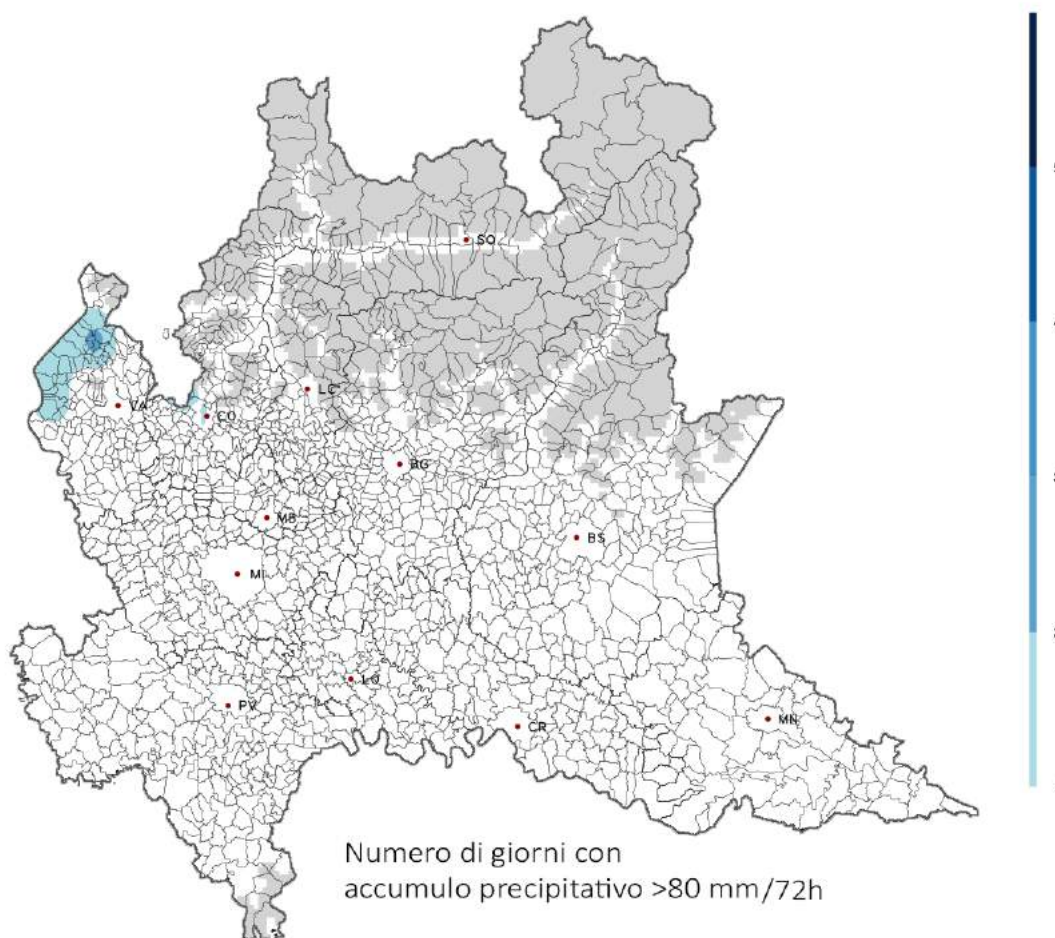 SO
LC
VA
CO
BG
MB
BS
MI
LO
PV
CR
MN
Numero di giorni con
accumulo precipitativo >80 mm/72h